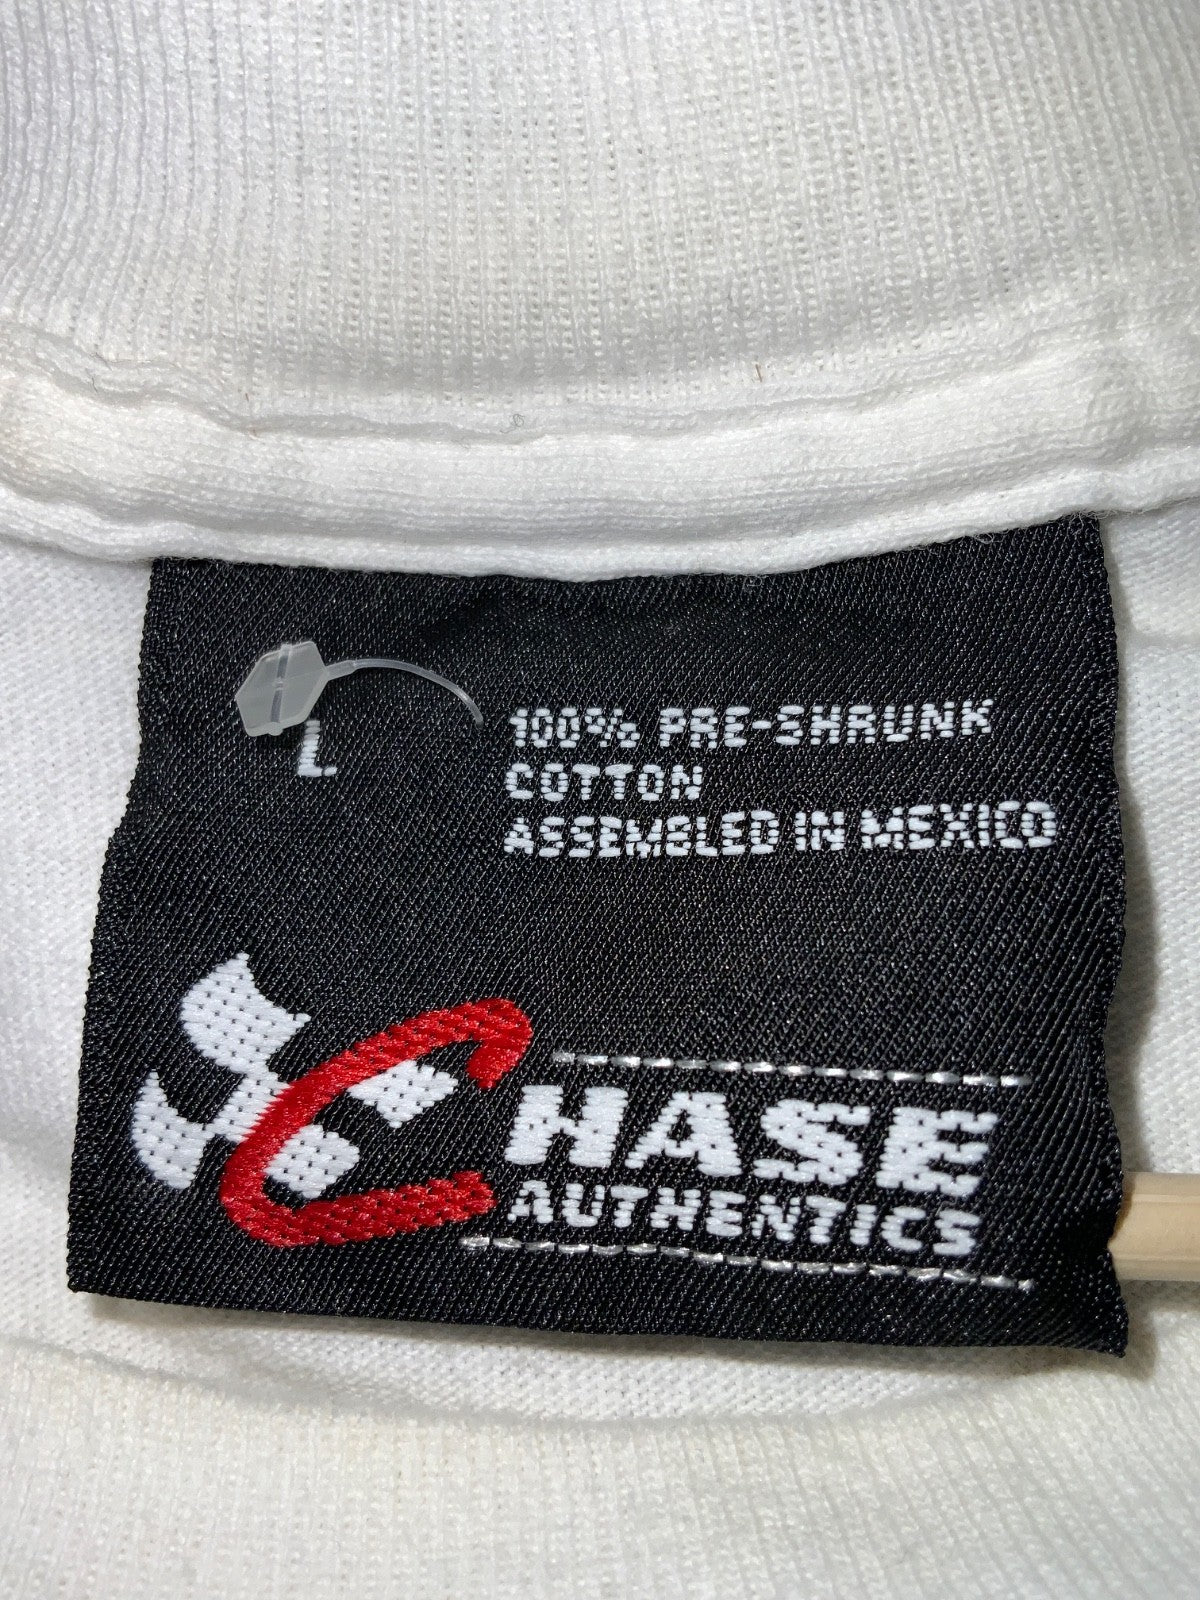 L
100% PRE-SHRUNK
COTTON
ASSEMBLED IN MEXICO
CHASE
AUTHENTICS